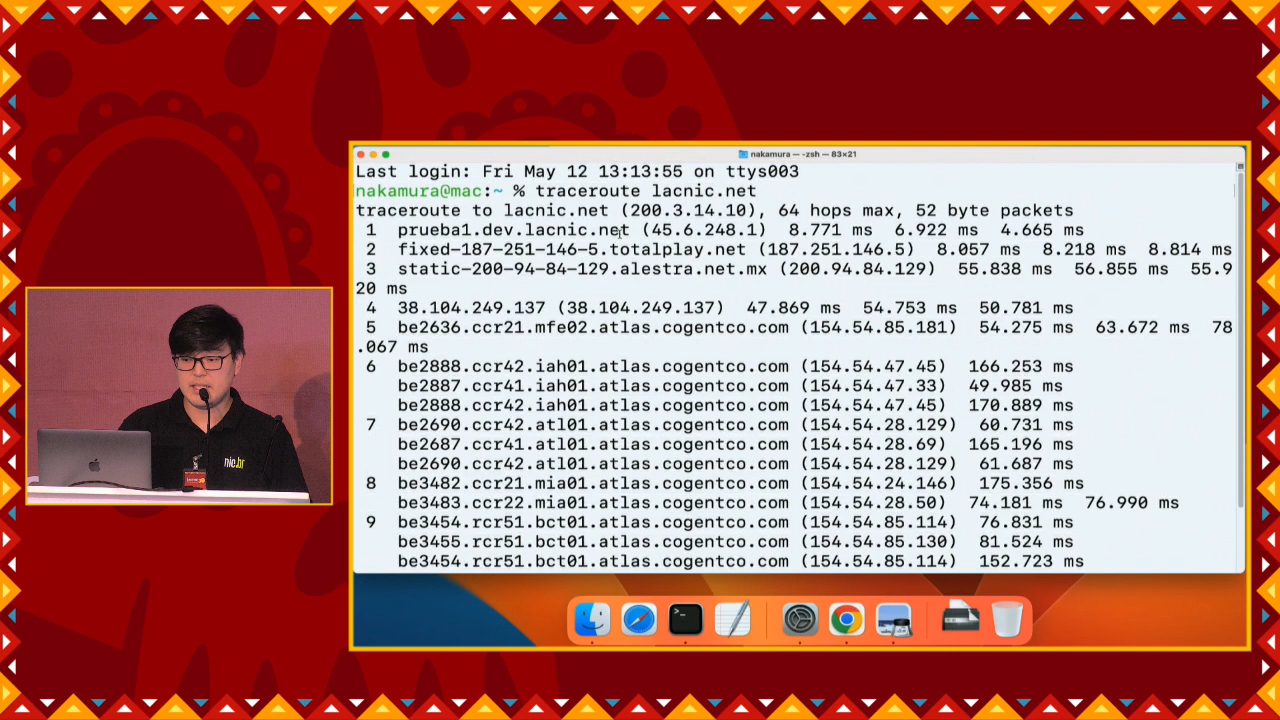 nakamura — -zsh — 83×21
Last login: Fri May 12 13:13:55 on ttys003
nakamura@mac:~ % traceroute lacnic.net
traceroute to lacnic.net (200.3.14.10), 64 hops max, 52 byte packets
1 prueba1.dev.lacnic.net (45.6.248.1) 8.771 ms 6.922 ms 4.665 ms
2 fixed-187-251-146-5.totalplay.net (187.251.146.5) 8.057 ms 8.218 ms 8.814 ms
3 static-200-94-84-129.alestra.net.mx (200.94.84.129) 55.838 ms 56.855 ms 55.9
20 ms
4 38.104.249.137 (38.104.249.137) 47.869 ms 54.753 ms 50.781 ms
5 be2636.ccr21.mfe02.atlas.cogentco.com (154.54.85.181) 54.275 ms 63.672 ms 78
.067 ms
6 be2888.ccr42.iah01.atlas.cogentco.com (154.54.47.45) 166.253 ms
be2887.ccr41.iah01.atlas.cogentco.com (154.54.47.33) 49.985 ms
be2888.ccr42.iah01.atlas.cogentco.com (154.54.47.45) 170.889 ms
7 be2690.ccr42.atl01.atlas.cogentco.com (154.54.28.129) 60.731 ms
be2687.ccr41.atl01.atlas.cogentco.com (154.54.28.69) 165.196 ms
be2690.ccr42.atl01.atlas.cogentco.com (154.54.28.129) 61.687 ms
8 be3482.ccr21.mia01.atlas.cogentco.com (154.54.24.146) 175.356 ms
be3483.ccr22.mia01.atlas.cogentco.com (154.54.28.50) 74.181 ms 76.990 ms
9 be3454.rcr51.bct01.atlas.cogentco.com (154.54.85.114) 76.831 ms
be3455.rcr51.bct01.atlas.cogentco.com (154.54.85.130) 81.524 ms
be3454.rcr51.bct01.atlas.cogentco.com (154.54.85.114) 152.723 ms
nic.br